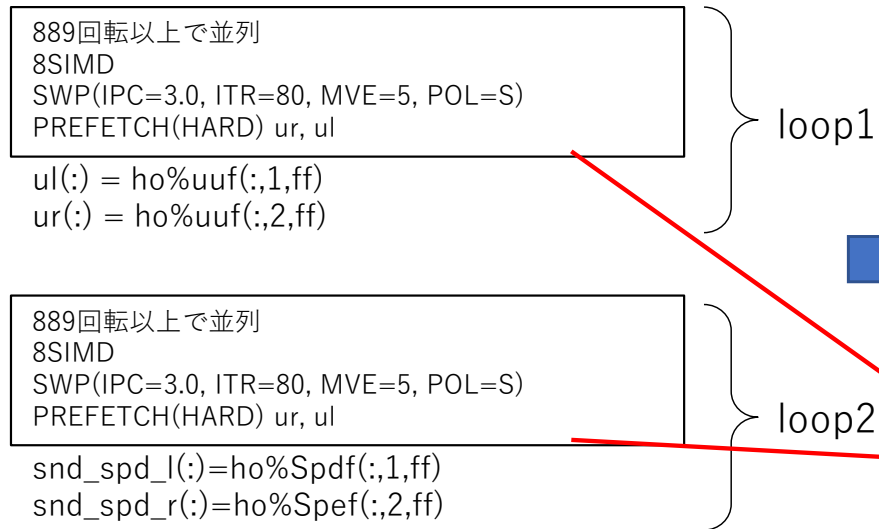 889回転以上で並列
8SIMD
SWP(IPC=3.0, ITR=80, MVE=5, POL=S)
PREFETCH(HARD) ur, ul
loop1
ul(:) = ho%uuf(:,1,ff)
ur(:) = ho%uuf(:,2,ff)
889回転以上で並列
8SIMD
SWP(IPC=3.0, ITR=80, MVE=5, POL=S)
PREFETCH(HARD) ur, ul
loop2
snd_spd_l(:)=ho%Spdf(:,1,ff)
snd_spd_r(:)=ho%Spef(:,2,ff)